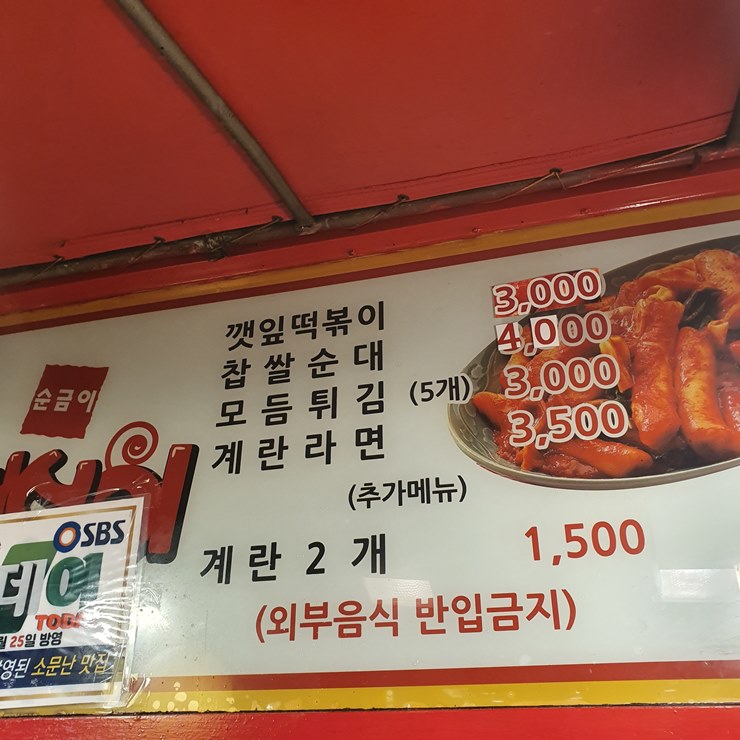 깻잎떡볶이 3,000
찹쌀순대 4,000
모듬튀김 (5개) 3,000
계란라면 3,500
(추가메뉴)
계란 2 개 1,500
(외부음식 반입금지)
순금이
SBS
TODA
25일 방영
소문난 맛집